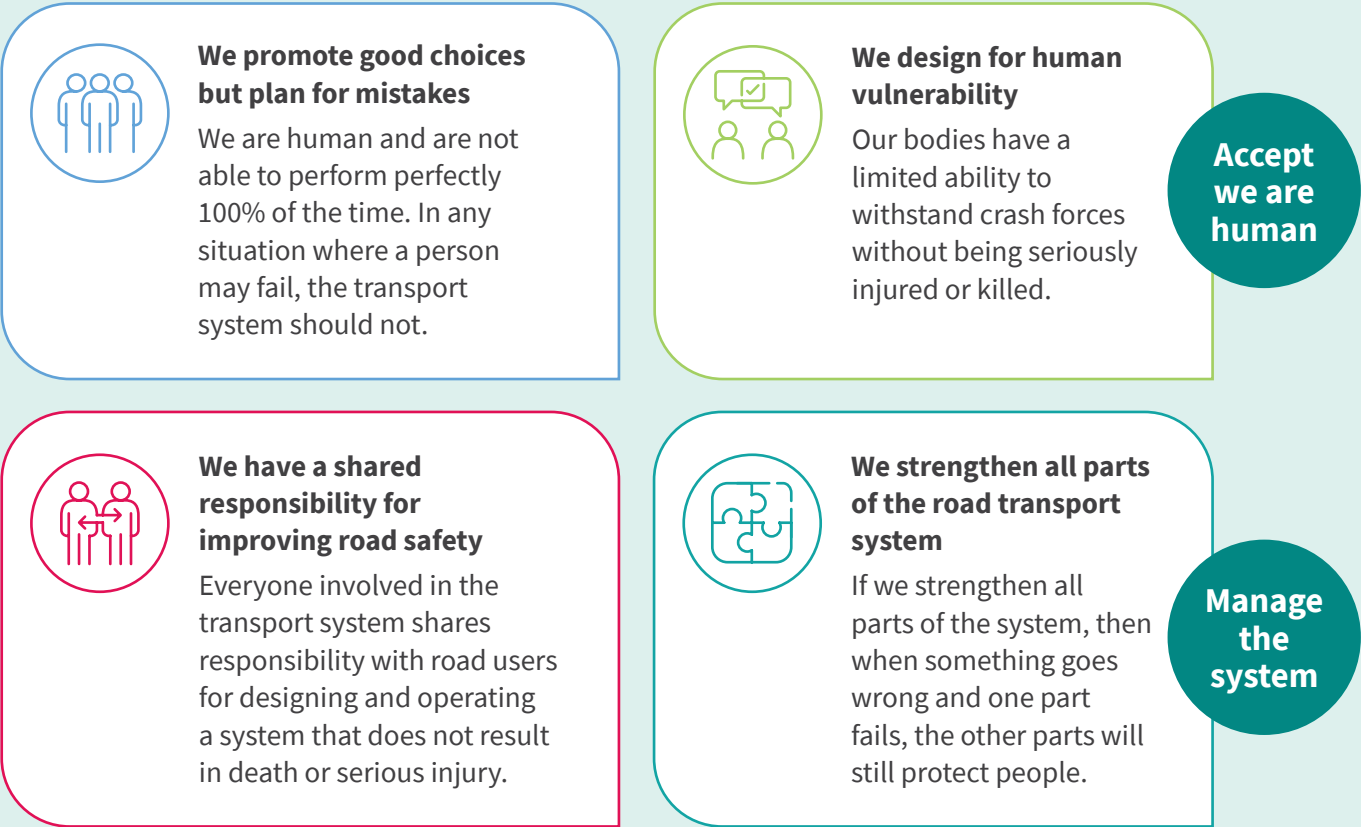 We promote good choices
but plan for mistakes
We are human and are not
able to perform perfectly
100% of the time. In any
situation where a person
may fail, the transport
system should not.
We design for human
vulnerability
Our bodies have a
limited ability to
withstand crash forces
without being seriously
injured or killed.
Accept
we are
human
We have a shared
responsibility for
improving road safety
Everyone involved in the
transport system shares
responsibility with road users
for designing and operating
a system that does not result
in death or serious injury.
We strengthen all parts
of the road transport
system
If we strengthen all
parts of the system, then
when something goes
wrong and one part
fails, the other parts will
still protect people.
Manage
the
system